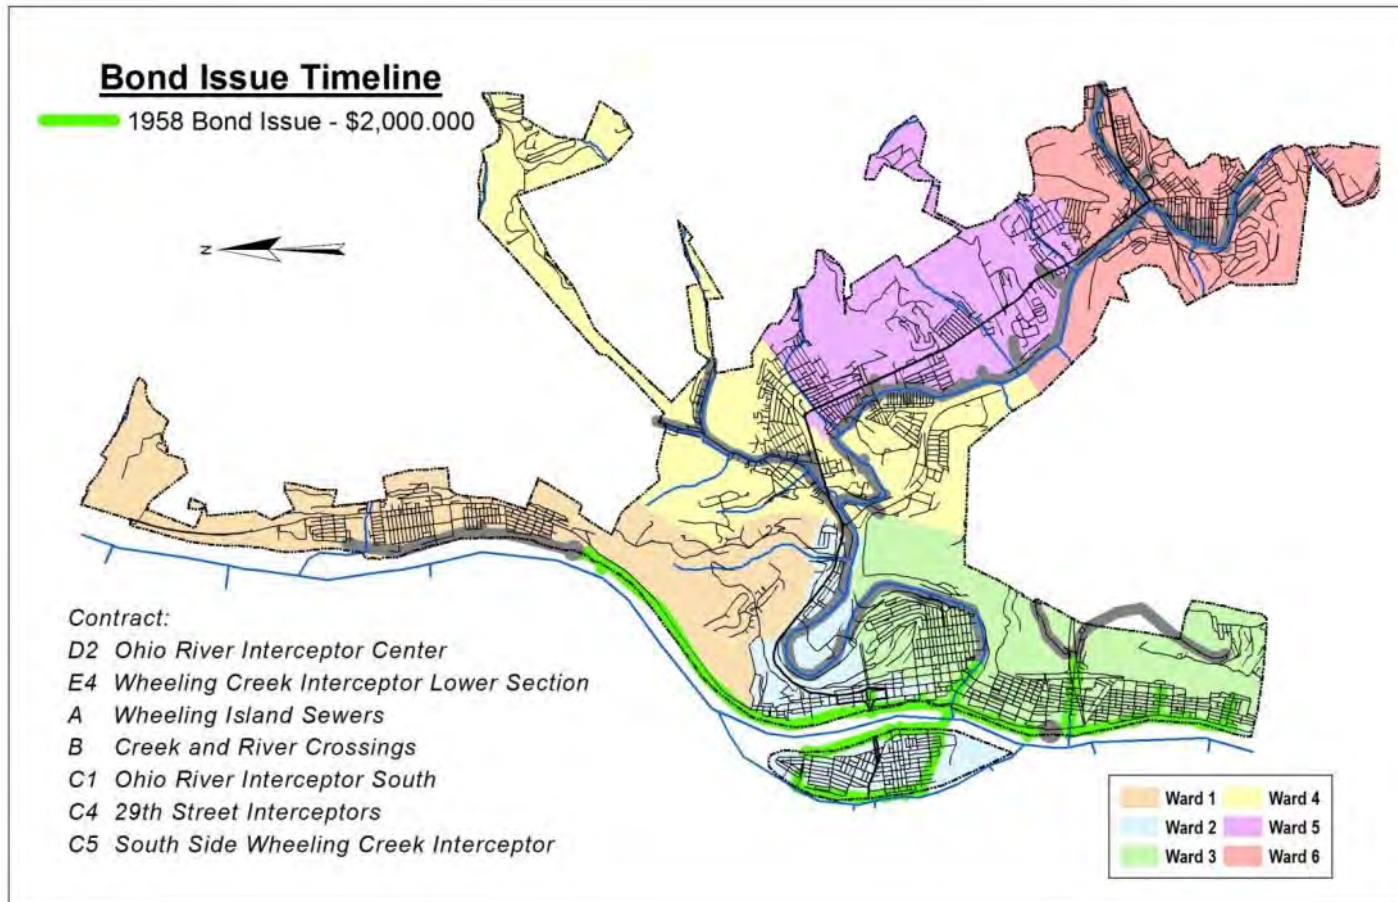 Bond Issue Timeline
1958 Bond Issue - $2,000.000
N
Contract:
D2 Ohio River Interceptor Center
E4 Wheeling Creek Interceptor Lower Section
A Wheeling Island Sewers
B Creek and River Crossings
C1 Ohio River Interceptor South
C4 29th Street Interceptors
C5 South Side Wheeling Creek Interceptor
Ward 1 Ward 4
Ward 2 Ward 5
Ward 3 Ward 6